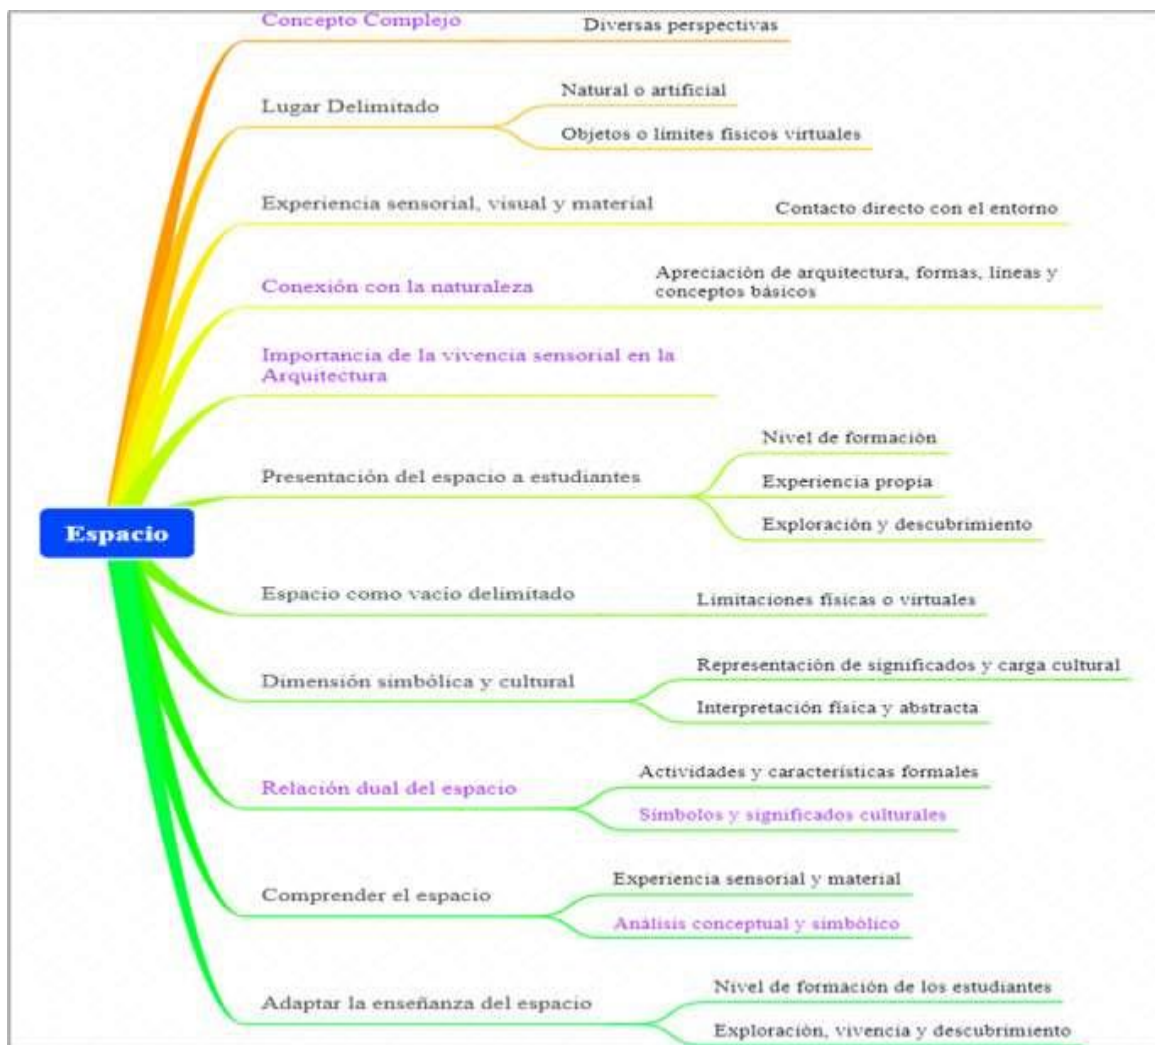 Concepto Complejo
Diversas perspectivas
Lugar Delimitado
Natural o artificial
Objetos o límites físicos virtuales
Experiencia sensorial, visual y material
Contacto directo con el entorno
Conexión con la naturaleza
Apreciación de arquitectura, formas, líneas y
conceptos básicos
Importancia de la vivencia sensorial en la
Arquitectura
Presentación del espacio a estudiantes
Nivel de formación
Experiencia propia
Exploración y descubrimiento
Espacio
Espacio como vacío delimitado
Limitaciones físicas o virtuales
Dimensión simbólica y cultural
Representación de significados y carga cultural
Interpretación física y abstracta
Relación dual del espacio
Actividades y características formales
Símbolos y significados culturales
Comprender el espacio
Experiencia sensorial y material
Análisis conceptual y simbólico
Adaptar la enseñanza del espacio
Nivel de formación de los estudiantes
Exploración, vivencia y descubrimiento